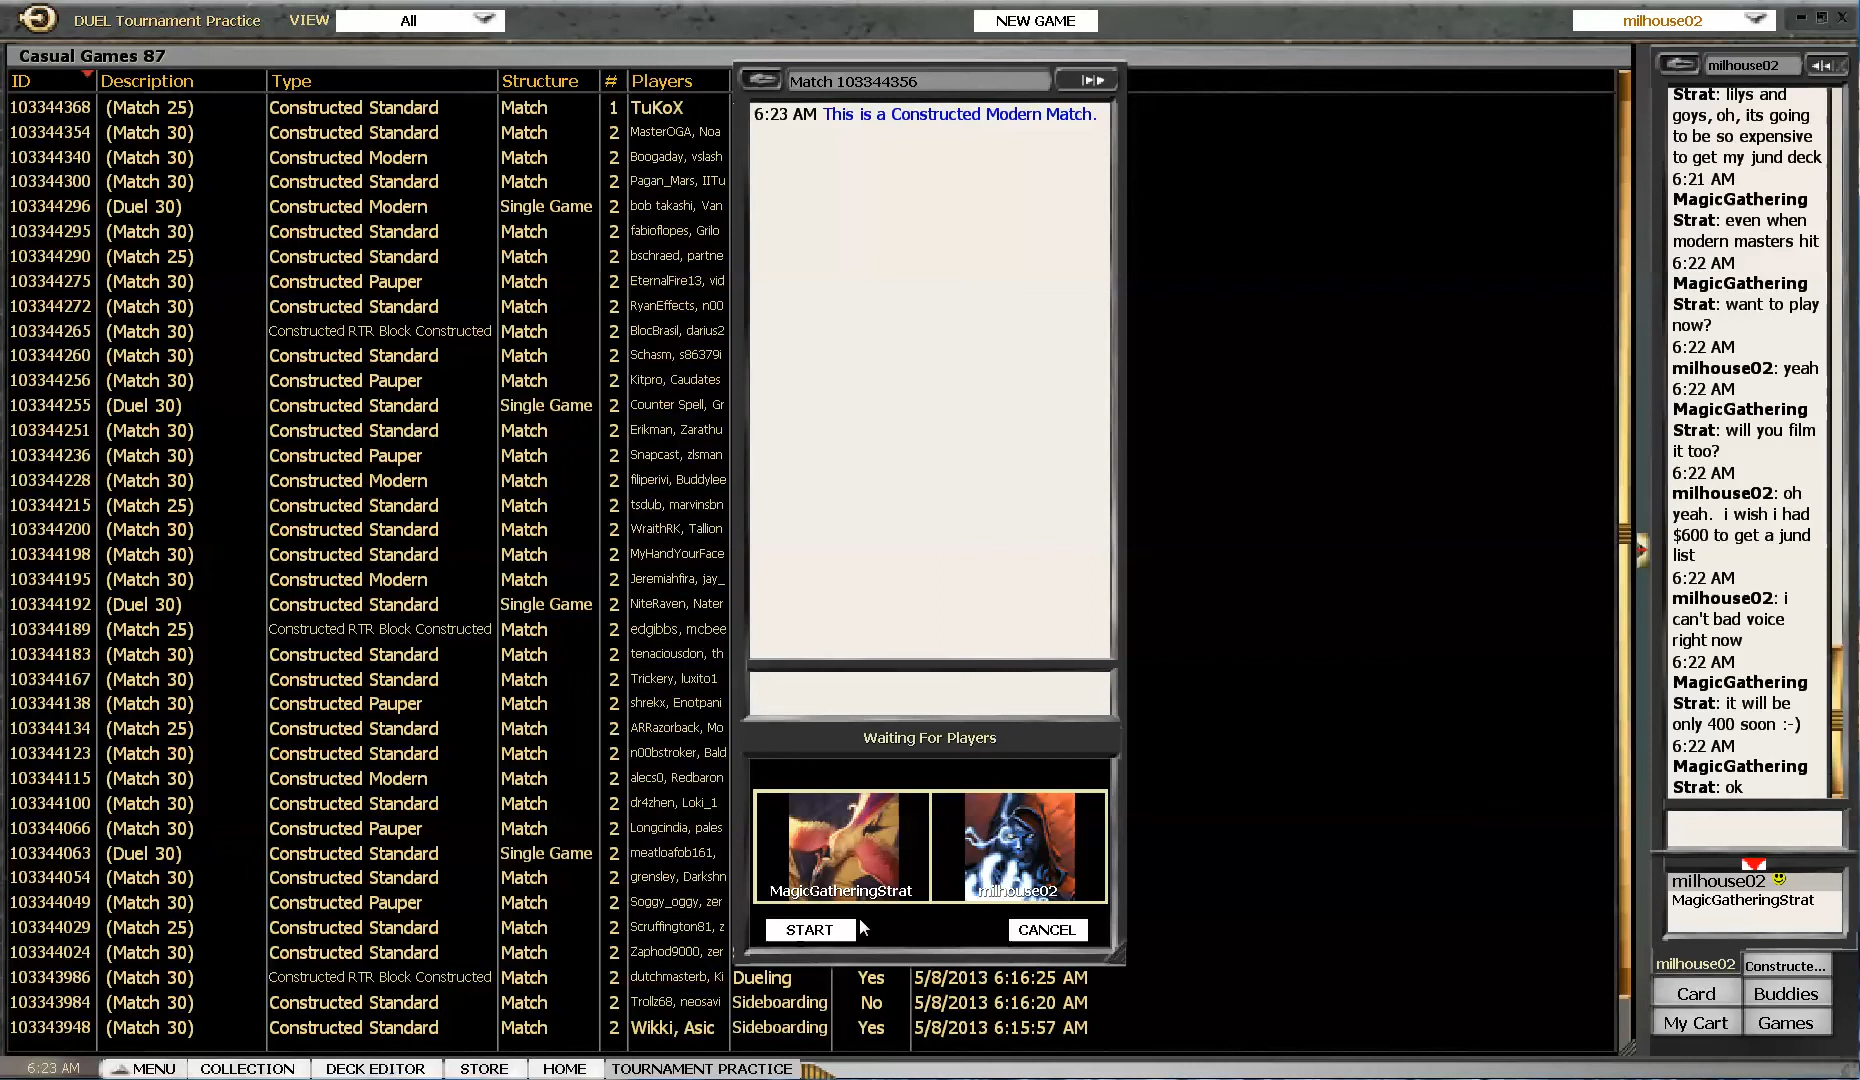 DUEL Tournament Practice VIEW All NEW GAME milhouse02
Casual Games 87
ID Description Type Structure # Players
103344368 (Match 25) Constructed Standard Match 1 TuKoX
103344354 (Match 30) Constructed Standard Match 2 MasterOGA, Noa
103344340 (Match 30) Constructed Modern Match 2 Boogaday, vslash
103344300 (Match 30) Constructed Standard Match 2 Pagan_Mars, IITu
103344296 (Duel 30) Constructed Modern Single Game 2 bob takashi, Van
103344295 (Match 30) Constructed Standard Match 2 fabioflopes, Grilo
103344290 (Match 25) Constructed Standard Match 2 bschraed, partne
103344275 (Match 30) Constructed Pauper Match 2 EternalFire13, vid
103344272 (Match 30) Constructed Standard Match 2 RyanEffects, n00
103344265 (Match 30) Constructed RTR Block Constructed Match 2 BlocBrasil, darius2
103344260 (Match 30) Constructed Standard Match 2 Schasm, s86379i
103344256 (Match 30) Constructed Pauper Match 2 Kitpro, Caudates
103344255 (Duel 30) Constructed Standard Single Game 2 Counter Spell, Gr
103344251 (Match 30) Constructed Standard Match 2 Erikman, Zarathu
103344236 (Match 30) Constructed Pauper Match 2 Snapcast, zlsman
103344228 (Match 30) Constructed Modern Match 2 filiperivi, Buddylee
103344215 (Match 25) Constructed Standard Match 2 tsdub, marvinsbn
103344200 (Match 30) Constructed Standard Match 2 WraithRK, Tallion
103344198 (Match 30) Constructed Standard Match 2 MyHandYourFace
103344195 (Match 30) Constructed Modern Match 2 Jeremiahfira, jay_
103344192 (Duel 30) Constructed Standard Single Game 2 NiteRaven, Nater
103344189 (Match 25) Constructed RTR Block Constructed Match 2 edgibbs, mcbee
103344183 (Match 30) Constructed Standard Match 2 tenaciousdon, th
103344167 (Match 30) Constructed Standard Match 2 Trickery, luxito1
103344138 (Match 30) Constructed Pauper Match 2 shrekx, Enotpani
103344134 (Match 25) Constructed Standard Match 2 ARRazorback, Mo
103344123 (Match 30) Constructed Standard Match 2 n00bstroker, Bald
103344115 (Match 30) Constructed Modern Match 2 alecs0, Redbaron
103344100 (Match 30) Constructed Standard Match 2 dr4zhen, Loki_1
103344066 (Match 30) Constructed Pauper Match 2 Longcindia, pales
103344063 (Duel 30) Constructed Standard Single Game 2 meatloafob161,
103344054 (Match 30) Constructed Standard Match 2 grensley, Darkshn
103344049 (Match 30) Constructed Pauper Match 2 Soggy_oggy, zer
103344029 (Match 25) Constructed Standard Match 2 Scruffington81, z
103344024 (Match 30) Constructed Standard Match 2 Zaphod9000, zer
103343986 (Match 30) Constructed RTR Block Constructed Match 2 dutchmasterb, Ki Dueling Yes 5/8/2013 6:16:25 AM
103343984 (Match 30) Constructed Standard Match 2 Trollz68, neosavi Sideboarding No 5/8/2013 6:16:20 AM
103343948 (Match 30) Constructed Standard Match 2 Wikki, Asic Sideboarding Yes 5/8/2013 6:15:57 AM
Match 103344356
6:23 AM This is a Constructed Modern Match.
Waiting For Players
MagicGatheringStrat milhouse02
START CANCEL
milhouse02
Strat: lilys and
goys, oh, its going
to be so expensive
to get my jund deck
6:21 AM
MagicGathering
Strat: even when
modern masters hit
6:22 AM
MagicGathering
Strat: want to play
now?
6:22 AM
milhouse02: yeah
6:22 AM
MagicGathering
Strat: will you film
it too?
6:22 AM
milhouse02: oh
yeah. i wish i had
$600 to get a jund
list
6:22 AM
milhouse02: i
can't bad voice
right now
6:22 AM
MagicGathering
Strat: it will be
only 400 soon :-)
6:22 AM
MagicGathering
Strat: ok
milhouse02
MagicGatheringStrat
milhouse02 Constructe...
Card Buddies
My Cart Games
6:23 AM MENU COLLECTION DECK EDITOR STORE HOME TOURNAMENT PRACTICE